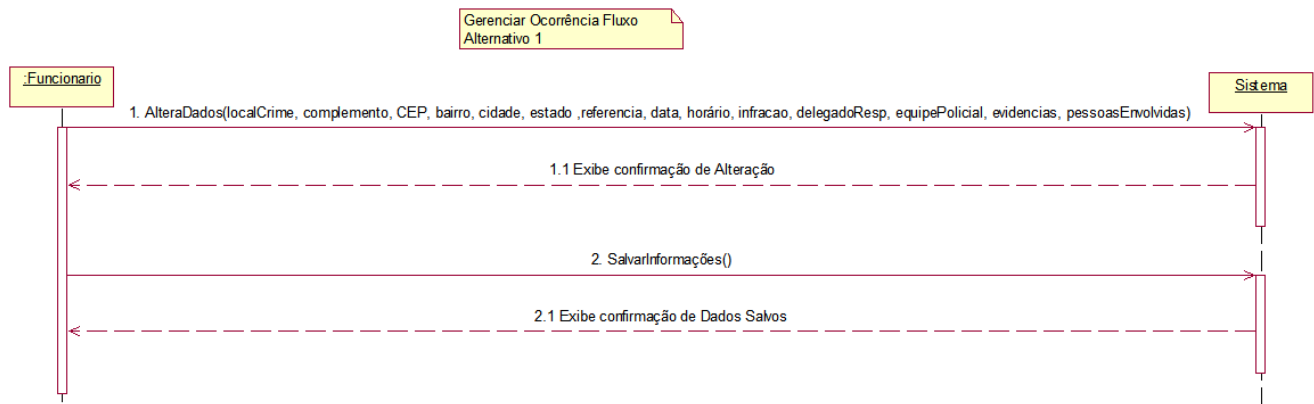 Gerenciar Ocorrência Fluxo
Alternativo 1
:Funcionario
Sistema
1. AlteraDados(localCrime, complemento, CEP, bairro, cidade, estado ,referencia, data, horário, infracao, delegadoResp, equipePolicial, evidencias, pessoasEnvolvidas)
1.1 Exibe confirmação de Alteração
2. SalvarInformações()
2.1 Exibe confirmação de Dados Salvos